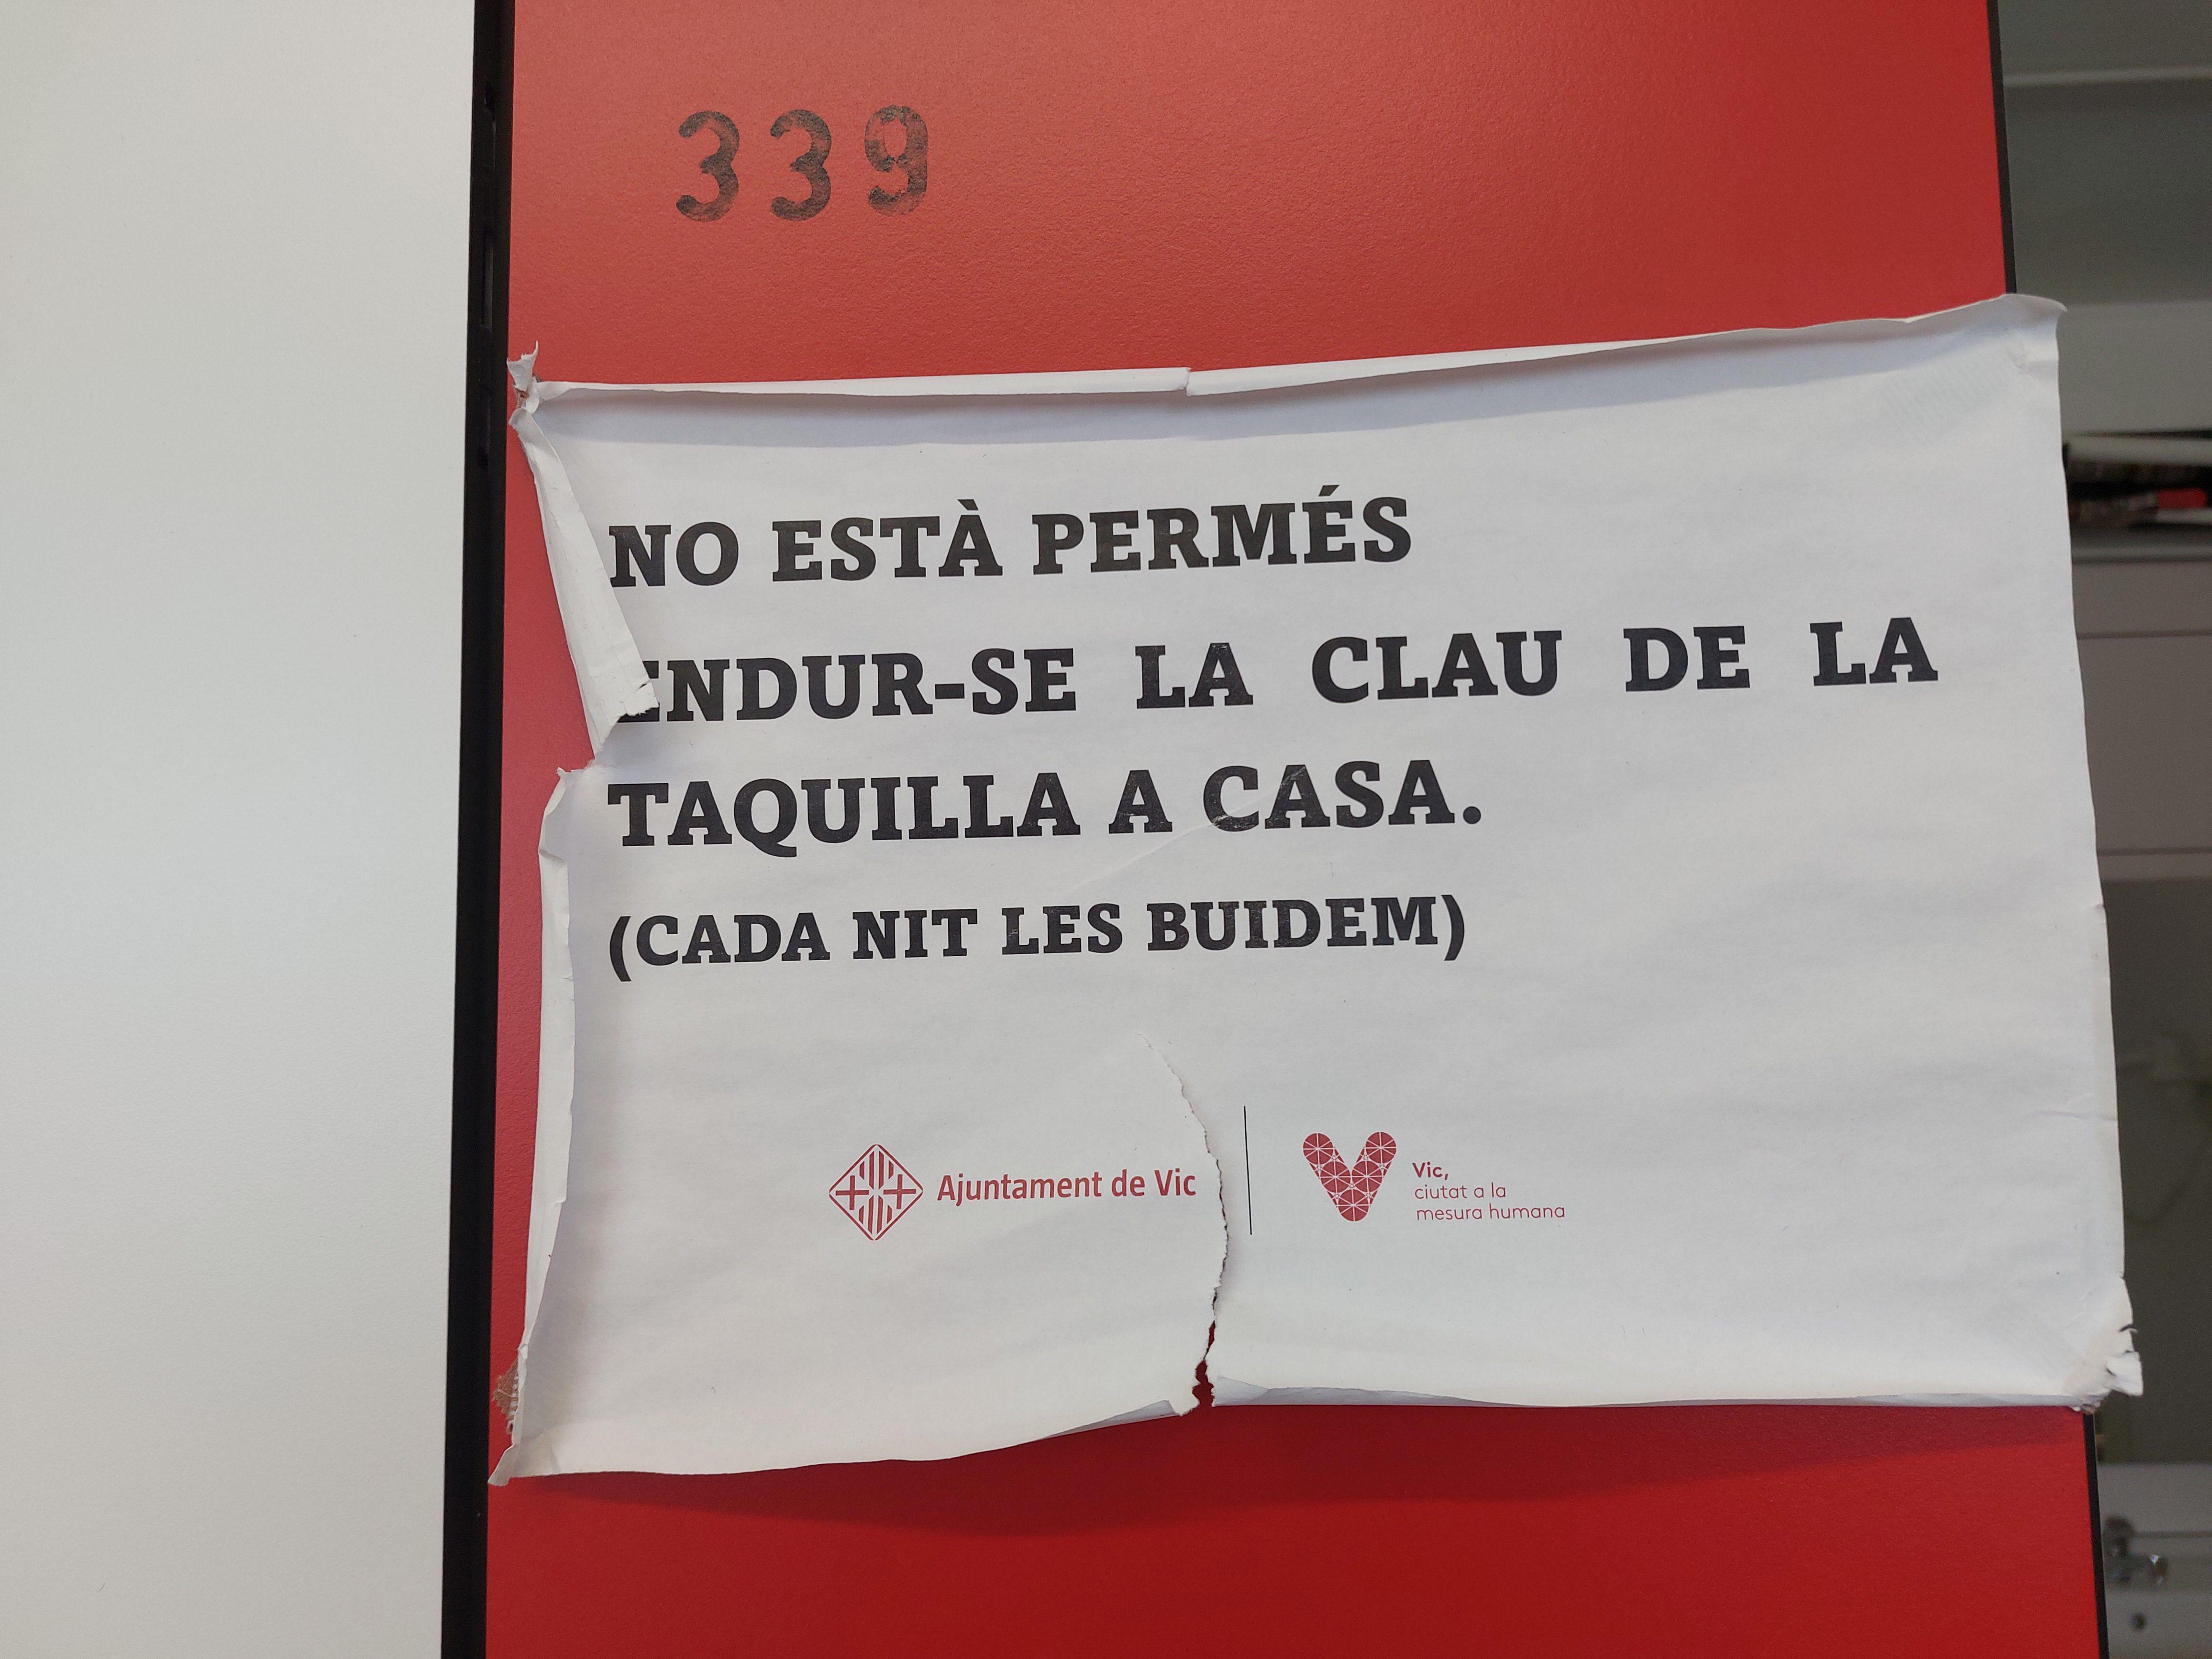 339
NO ESTÀ PERMÉS
ENDUR-SE LA CLAU DE LA
TAQUILLA A CASA.
(CADA NIT LES BUIDEM)
Ajuntament de Vic
Vic,
ciutat a la
mesura humana